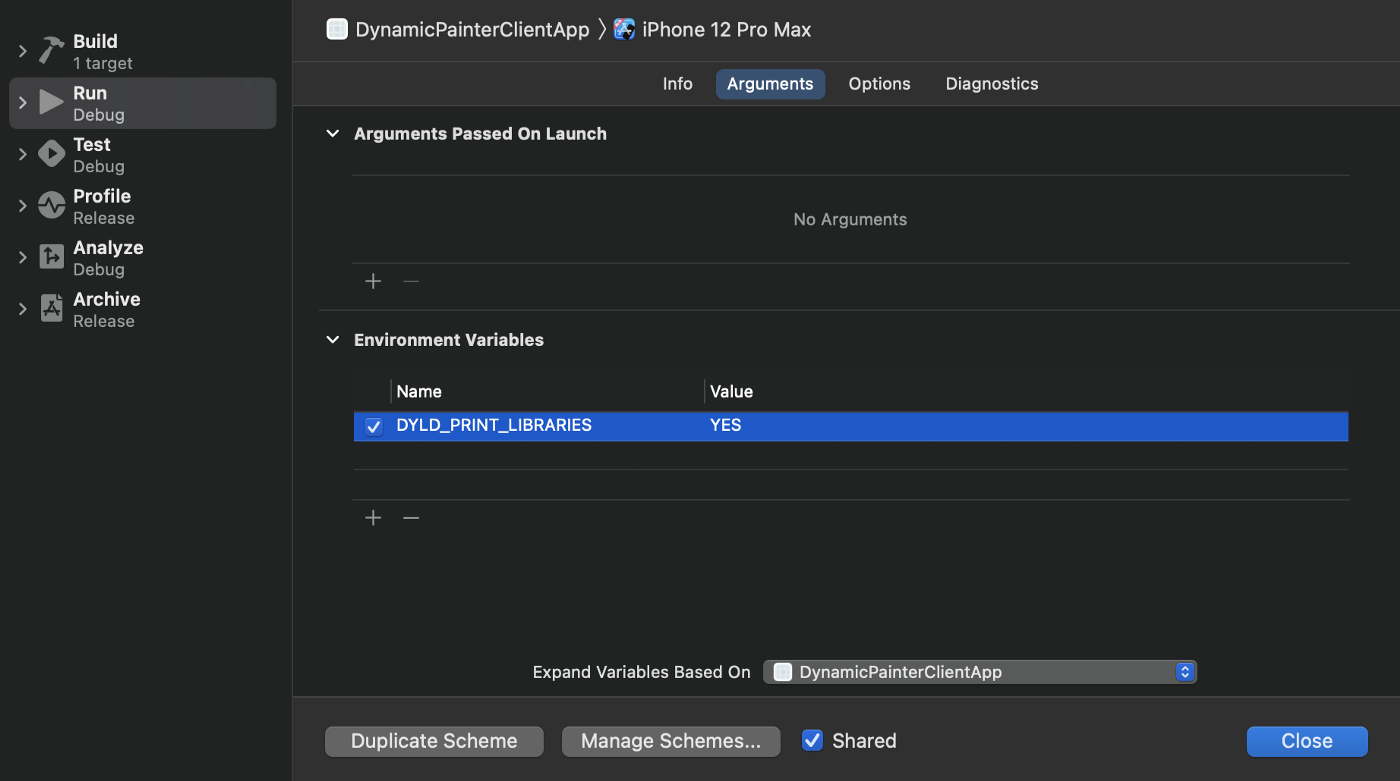 Build
1 target
Run
Debug
Test
Debug
Profile
Release
Analyze
Debug
Archive
Release
DynamicPainterClientApp 〉 iPhone 12 Pro Max
Info Arguments Options Diagnostics
Arguments Passed On Launch
No Arguments
Environment Variables
Name Value
DYLD_PRINT_LIBRARIES YES
Expand Variables Based On DynamicPainterClientApp
Duplicate Scheme Manage Schemes... Shared Close